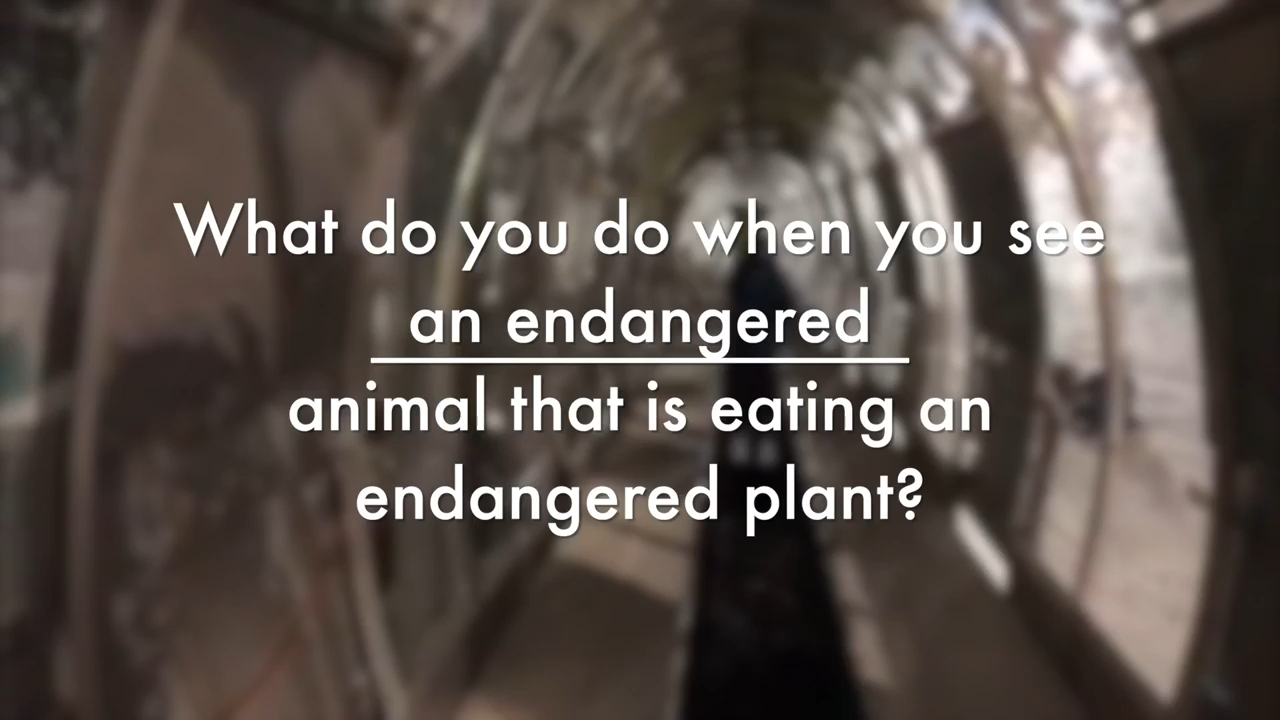 What do you do when you see
an endangered
animal that is eating an
endangered plant?